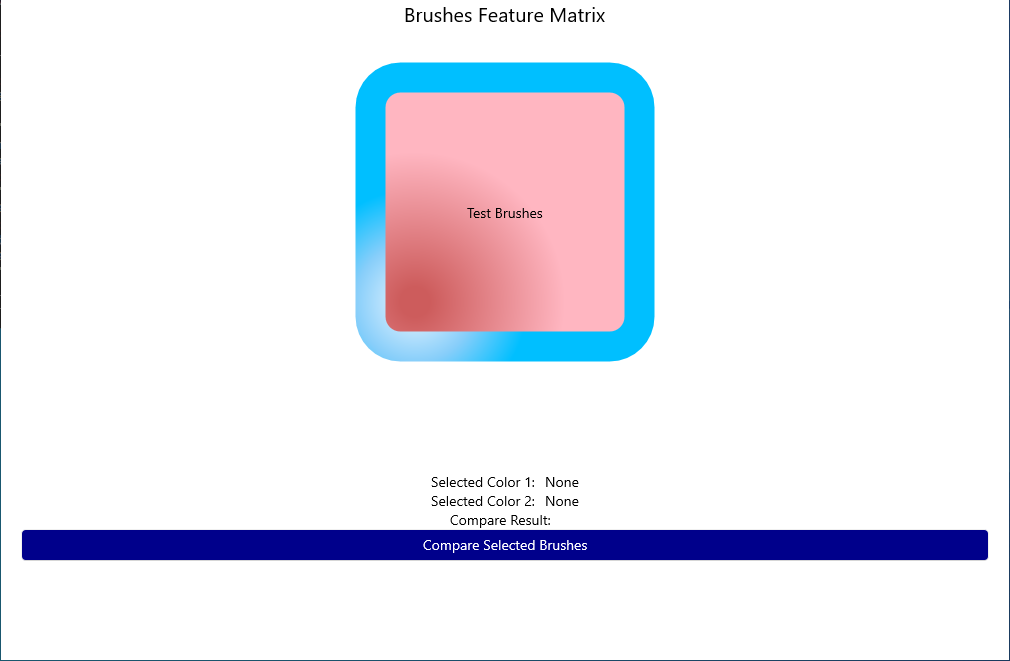 Brushes Feature Matrix
Test Brushes
Selected Color 1: None
Selected Color 2: None
Compare Result:
Compare Selected Brushes